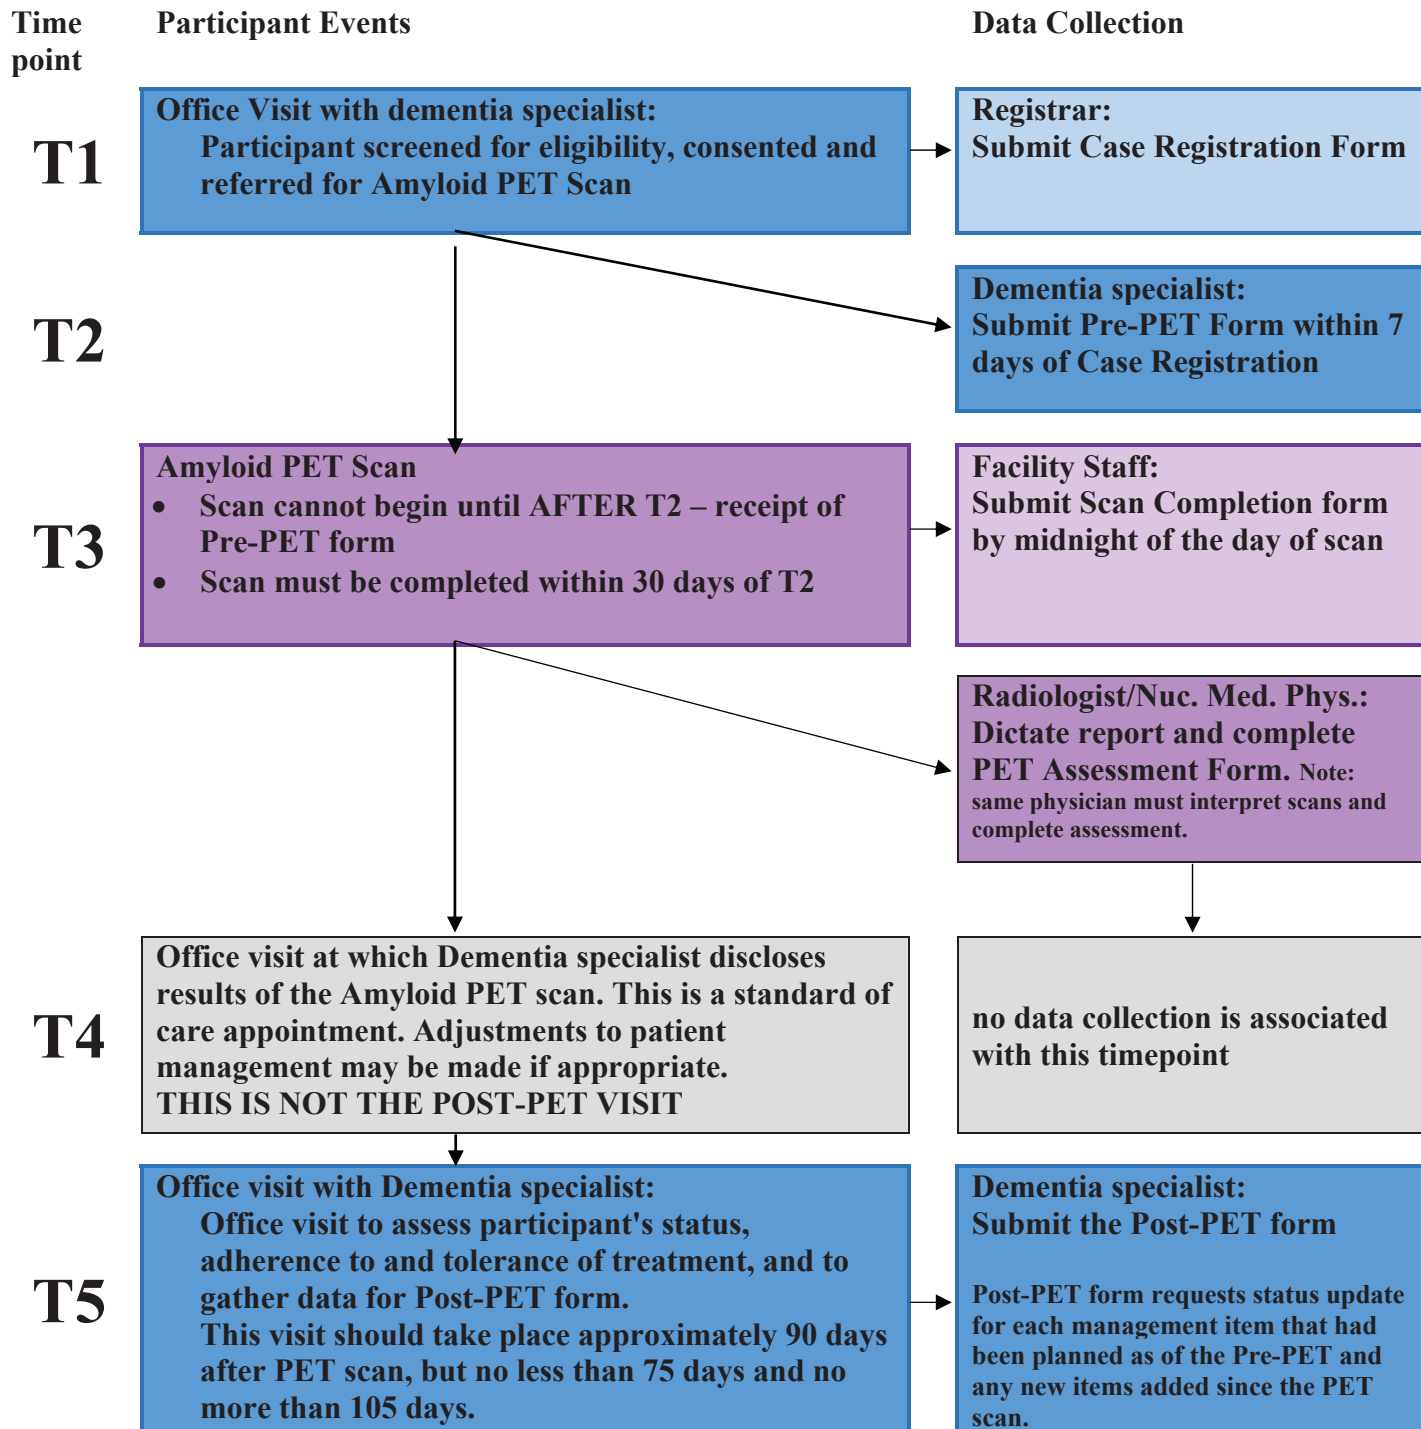 Time point
Participant Events
Data Collection
T1
Office Visit with dementia specialist:
Participant screened for eligibility, consented and
referred for Amyloid PET Scan
Registrar:
Submit Case Registration Form
T2
Dementia specialist:
Submit Pre-PET Form within 7
days of Case Registration
T3
Amyloid PET Scan
• Scan cannot begin until AFTER T2 – receipt of
Pre-PET form
• Scan must be completed within 30 days of T2
Facility Staff:
Submit Scan Completion form
by midnight of the day of scan
Radiologist/Nuc. Med. Phys.:
Dictate report and complete
PET Assessment Form. Note:
same physician must interpret scans and
complete assessment.
T4
Office visit at which Dementia specialist discloses
results of the Amyloid PET scan. This is a standard of
care appointment. Adjustments to patient
management may be made if appropriate.
THIS IS NOT THE POST-PET VISIT
no data collection is associated
with this timepoint
T5
Office visit with Dementia specialist:
Office visit to assess participant's status,
adherence to and tolerance of treatment, and to
gather data for Post-PET form.
This visit should take place approximately 90 days
after PET scan, but no less than 75 days and no
more than 105 days.
Dementia specialist:
Submit the Post-PET form
Post-PET form requests status update
for each management item that had
been planned as of the Pre-PET and
any new items added since the PET
scan.